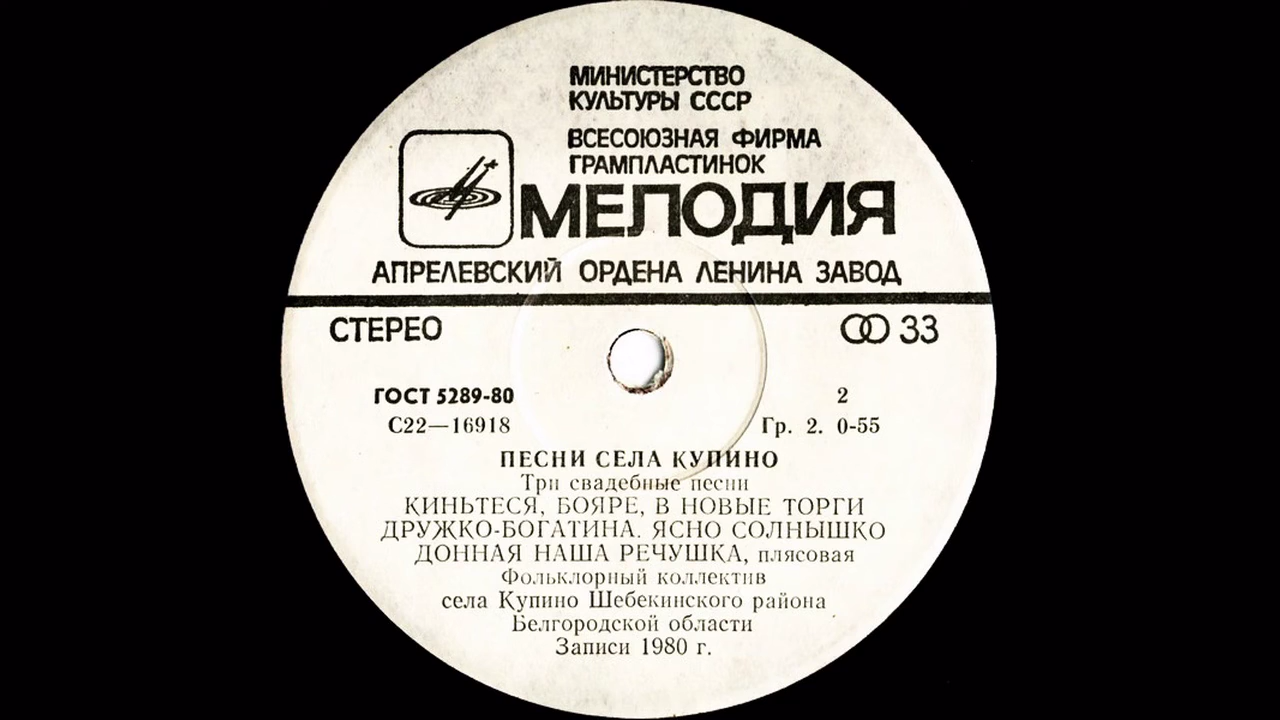 МИНИСТЕРСТВО
КУЛЬТУРЫ СССР
ВСЕСОЮЗНАЯ ФИРМА
ГРАМПЛАСТИНОК
МЕЛОДИЯ
АПРЕЛЕВСКИЙ ОРДЕНА ЛЕНИНА ЗАВОД
СТЕРЕО
33
ГОСТ 5289-80
2
С22—16918
Гр. 2. 0-55
ПЕСНИ СЕЛА КУПИНО
Три свадебные песни
КИНЬТЕСЯ, БОЯРЕ, В НОВЫЕ ТОРГИ
ДРУЖКО-БОГАТИНА. ЯСНО СОЛНЫШКО
ДОННАЯ НАША РЕЧУШКА, плясовая
Фольклорный коллектив
села Купино Шебекинского района
Белгородской области
Записи 1980 г.